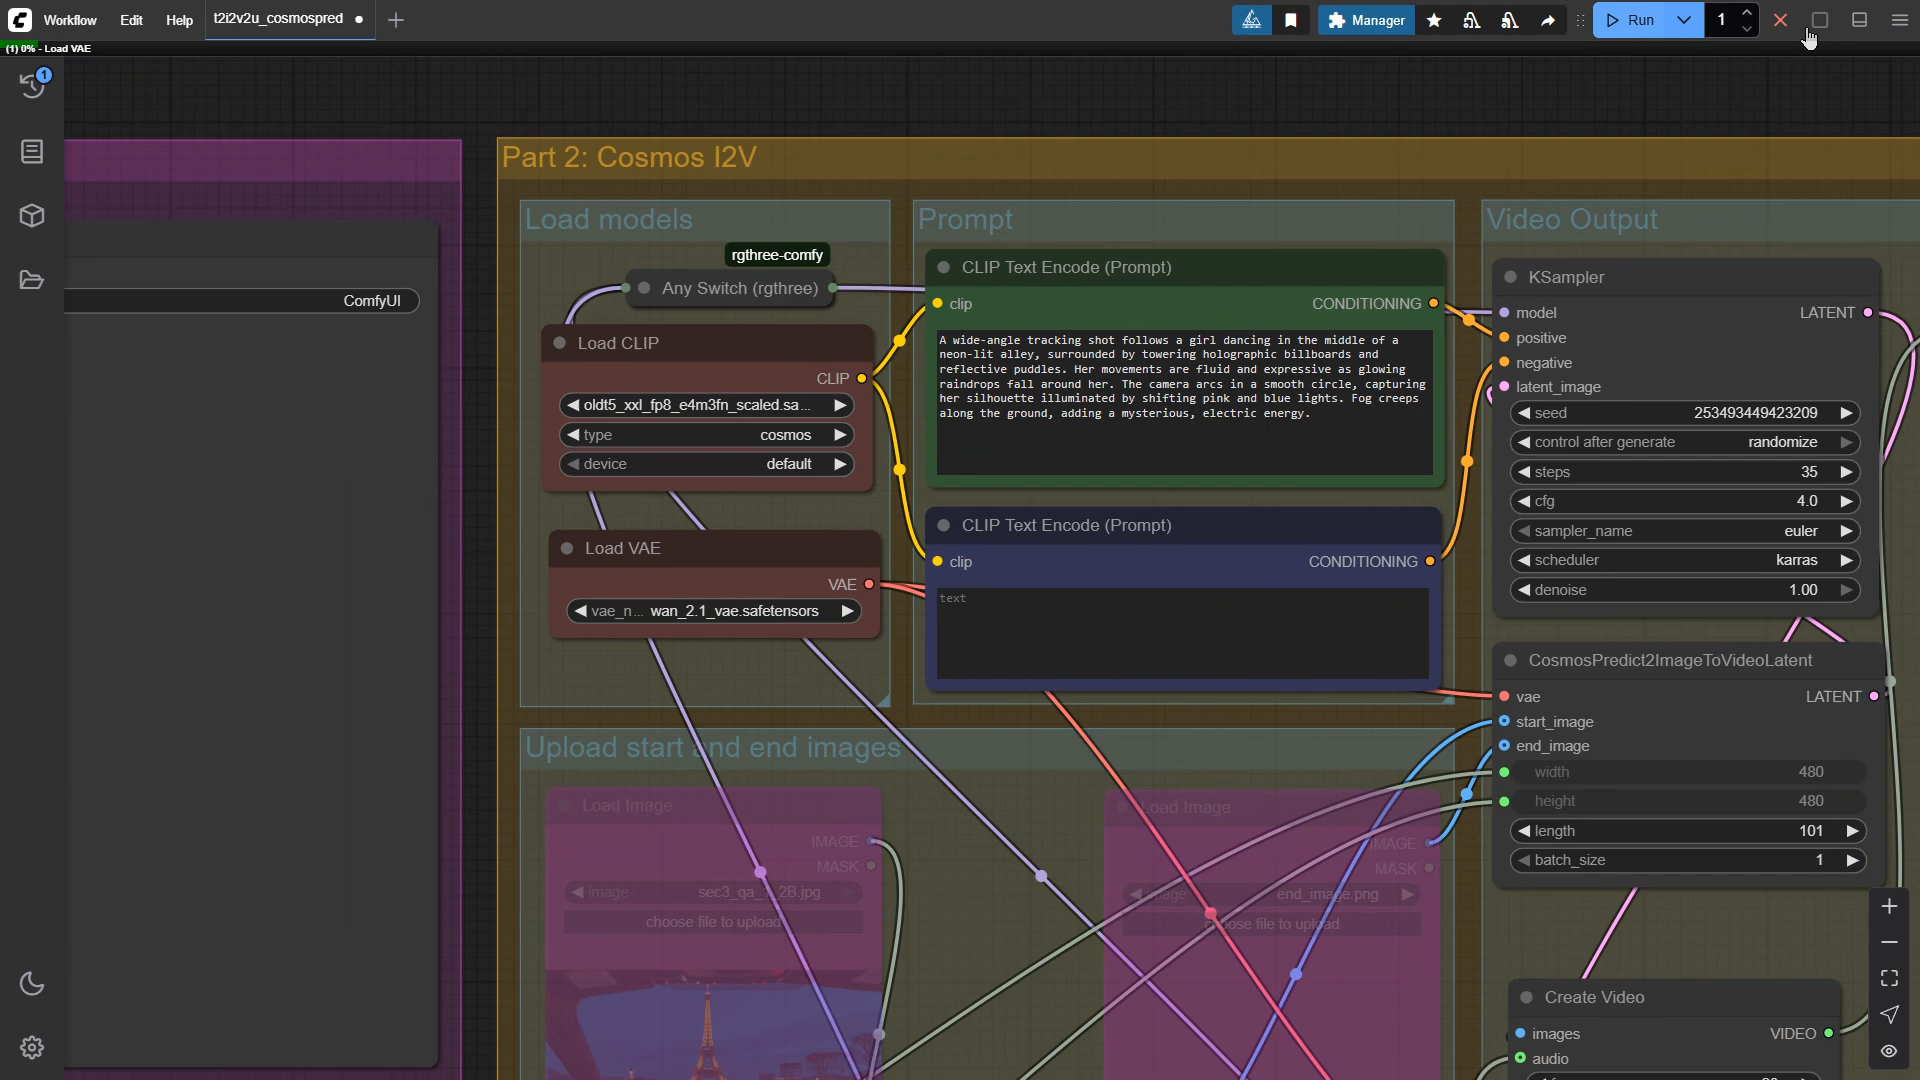 Workflow
Edit
Help
t2i2v2u_cosmospred
Manager
Run
1
(1) 0% - Load VAE
1
ComfyUI
Part 2: Cosmos I2V
Load models
rgthree-comfy
Any Switch (rgthree)
Load CLIP
CLIP
oldt5_xxl_fp8_e4m3fn_scaled.sa...
type cosmos
device default
Load VAE
VAE
vae_n... wan_2.1_vae.safetensors
Prompt
CLIP Text Encode (Prompt)
clip CONDITIONING
A wide-angle tracking shot follows a girl dancing in the middle of a
neon-lit alley, surrounded by towering holographic billboards and
reflective puddles. Her movements are fluid and expressive as glowing
raindrops fall around her. The camera arcs in a smooth circle, capturing
her silhouette illuminated by shifting pink and blue lights. Fog creeps
along the ground, adding a mysterious, electric energy.
CLIP Text Encode (Prompt)
clip CONDITIONING
text
Video Output
KSampler
model LATENT
positive
negative
latent_image
seed 253493449423209
control after generate randomize
steps 35
cfg 4.0
sampler_name euler
scheduler karras
denoise 1.00
CosmosPredict2ImageToVideoLatent
vae LATENT
start_image
end_image
width 480
height 480
length 101
batch_size 1
Upload start and end images
Load Image
IMAGE
MASK
image
choose file to upload
Load Image
IMAGE
MASK
image end_image.png
choose file to upload
Create Video
images VIDEO
audio